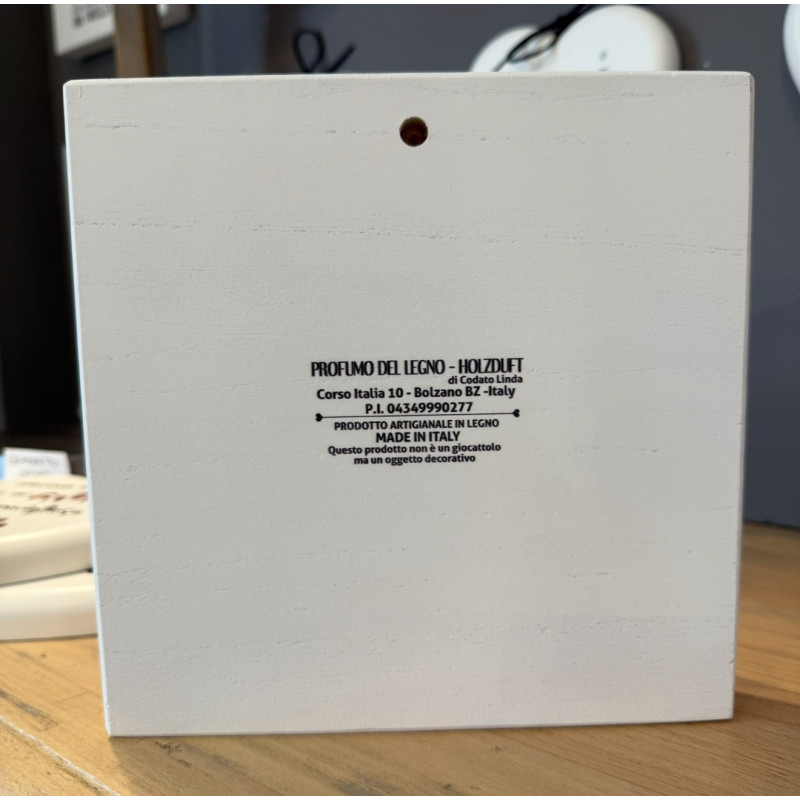 PROFUMO DEL LEGNO - HOLZDUFT
di Codato Linda
Corso Italia 10 - Bolzano BZ -Italy
P.I. 04349990277
PRODOTTO ARTIGIANALE IN LEGNO
MADE IN ITALY
Questo prodotto non è un giocattolo
ma un oggetto decorativo